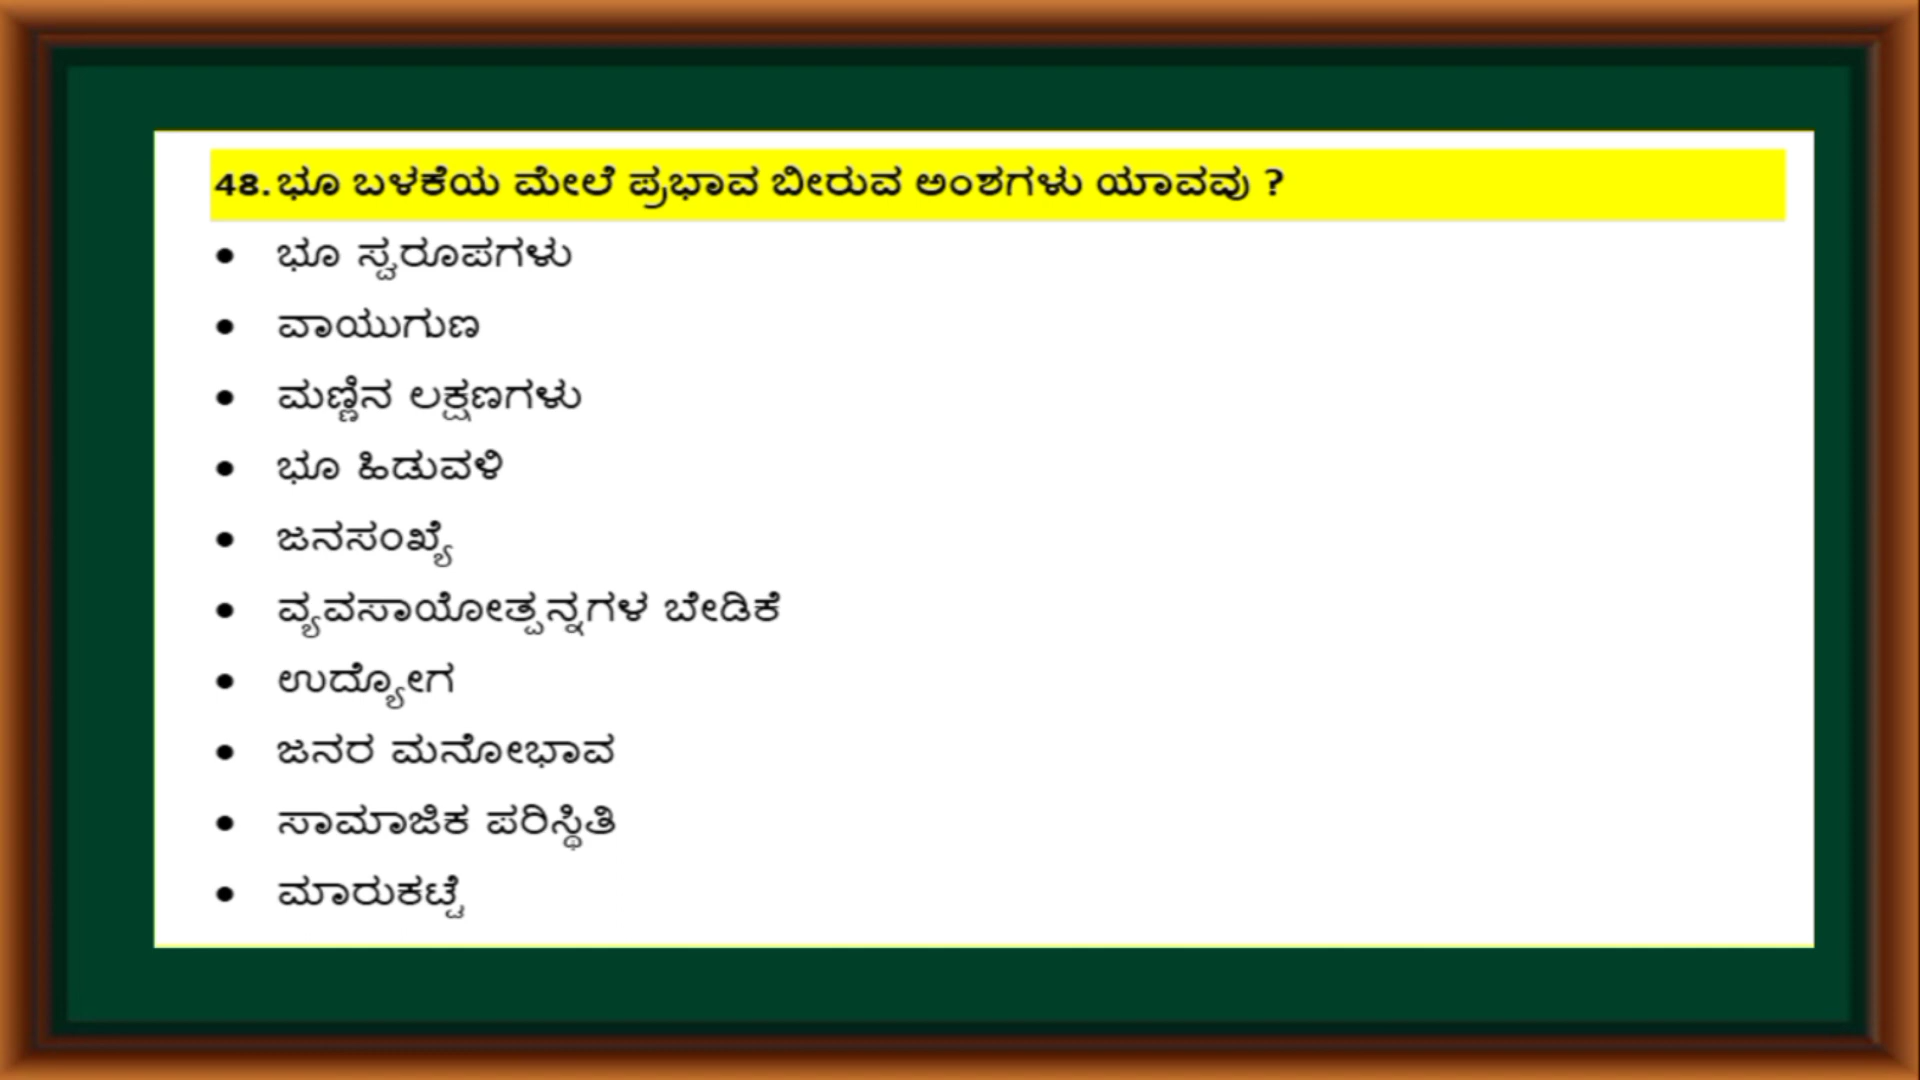 48. ಭೂ ಬಳಕೆಯ ಮೇಲೆ ಪ್ರಭಾವ ಬೀರುವ ಅಂಶಗಳು ಯಾವವು ?
● ಭೂ ಸ್ವರೂಪಗಳು
● ವಾಯುಗುಣ
● ಮಣ್ಣಿನ ಲಕ್ಷಣಗಳು
● ಭೂ ಹಿಡುವಳಿ
● ಜನಸಂಖ್ಯೆ
● ವ್ಯವಸಾಯೋತ್ಪನ್ನಗಳ ಬೇಡಿಕೆ
● ಉದ್ಯೋಗ
● ಜನರ ಮನೋಭಾವ
● ಸಾಮಾಜಿಕ ಪರಿಸ್ಥಿತಿ
● ಮಾರುಕಟ್ಟೆ